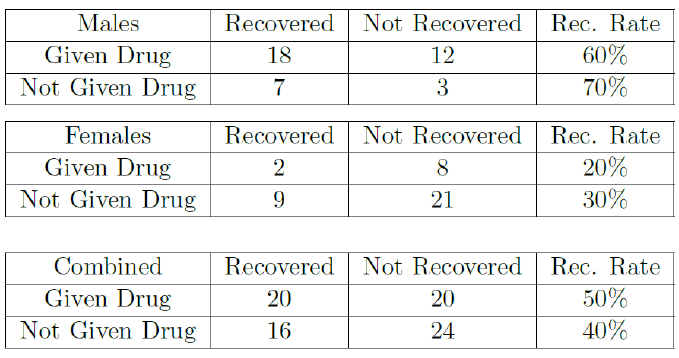 Males Recovered Not Recovered Rec. Rate
Given Drug 18 12 60%
Not Given Drug 7 3 70%
Females Recovered Not Recovered Rec. Rate
Given Drug 2 8 20%
Not Given Drug 9 21 30%
Combined Recovered Not Recovered Rec. Rate
Given Drug 20 20 50%
Not Given Drug 16 24 40%